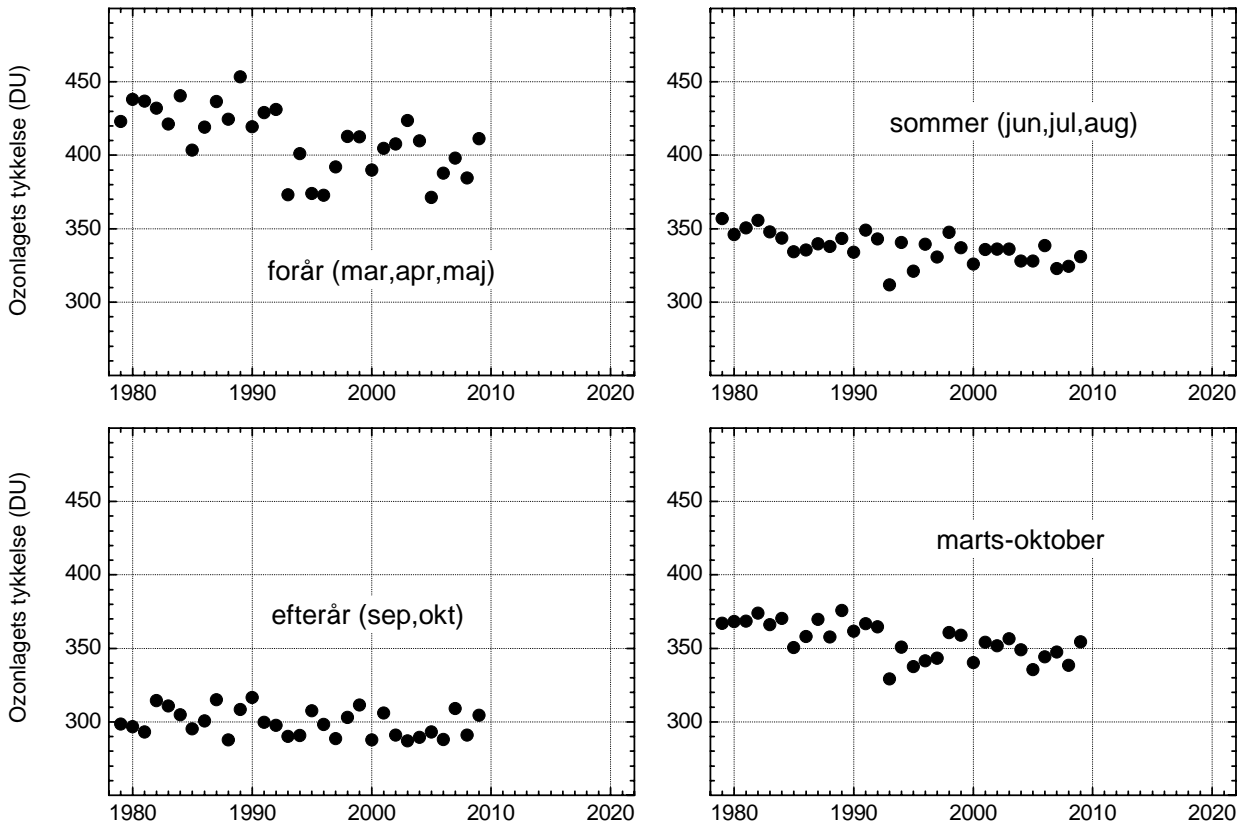 Ozonlagets tykkelse (DU)
450
400
350
300
forår (mar,apr,maj)
1980 1990 2000 2010 2020
450
400
350
300
sommer (jun,jul,aug)
1980 1990 2000 2010 2020
Ozonlagets tykkelse (DU)
450
400
350
300
efterår (sep,okt)
1980 1990 2000 2010 2020
450
400
350
300
marts-oktober
1980 1990 2000 2010 2020